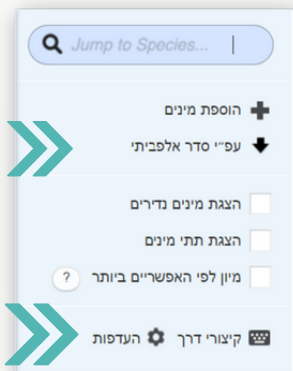 Jump to Species...
הוספת מינים
עפ״י סדר אלפביתי
הצגת מינים נדירים
הצגת תתי מינים
מיון לפי האפשריים ביותר ?
קיצורי דרך העדפות